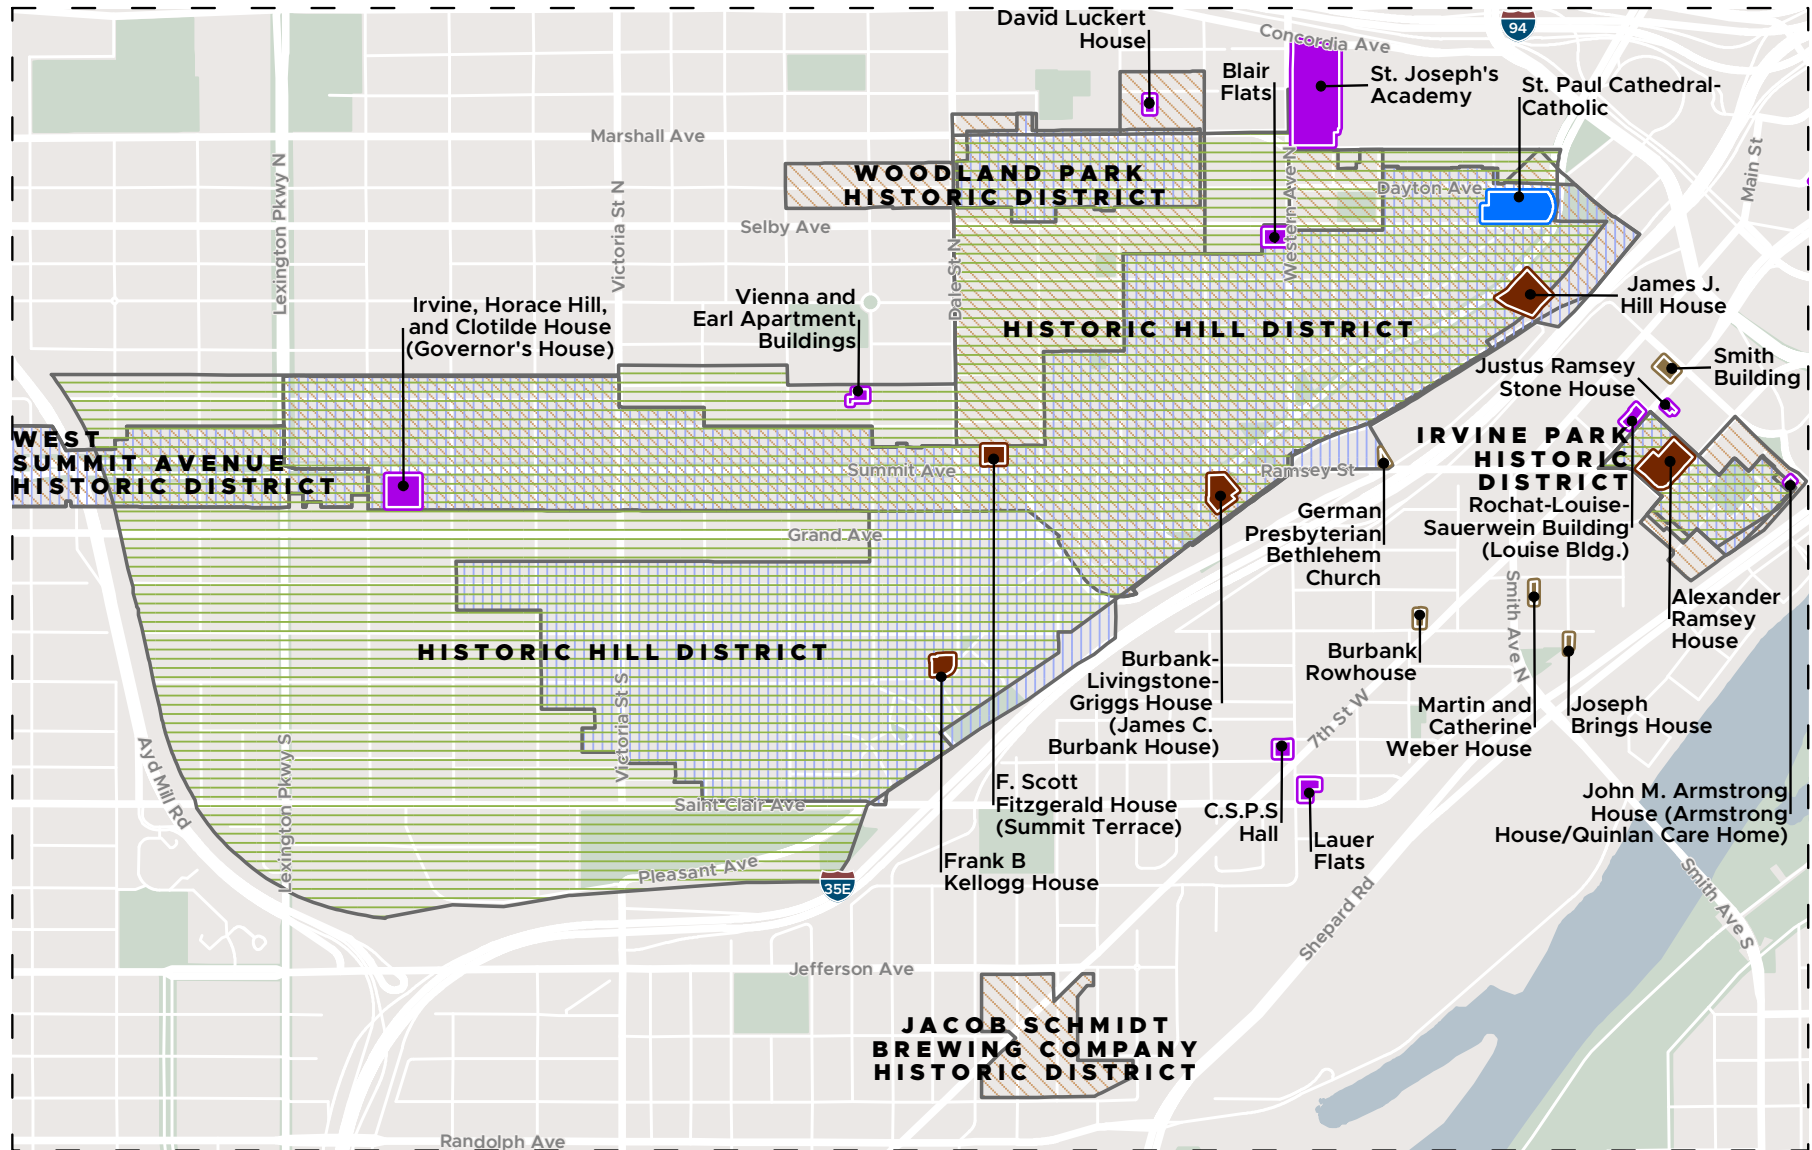 David Luckert
House
Concordia Ave
94
Blair
Flats
St. Joseph's
Academy
St. Paul Cathedral-
Catholic
Main St
Marshall Ave
Lexington Pkwy N
Victoria St N
WOODLAND PARK
HISTORIC DISTRICT
Western Ave N
Dayton Ave
Selby Ave
Dale St N
Irvine, Horace Hill,
and Clotilde House
(Governor's House)
Vienna and
Earl Apartment
Buildings
HISTORIC HILL DISTRICT
James J.
Hill House
Justus Ramsey
Stone House
Smith
Building
WEST
SUMMIT AVENUE
HISTORIC DISTRICT
Summit Ave
Ramsey St
IRVINE PARK
HISTORIC
DISTRICT
Rochat-Louise-
Sauerwein Building
(Louise Bldg.)
German
Presbyterian
Bethlehem
Church
Grand Ave
Smith Ave N
Alexander
Ramsey
House
HISTORIC HILL DISTRICT
Victoria St S
Burbank-
Livingstone-
Griggs House
(James C.
Burbank House)
Burbank
Rowhouse
Martin and
Catherine
Weber House
Joseph
Brings House
7th St W
Ayd Mill Rd
Lexington Pkwy S
Saint Clair Ave
F. Scott
Fitzgerald House
(Summit Terrace)
C.S.P.S
Hall
Lauer
Flats
John M. Armstrong
House (Armstrong
House/Quinlan Care Home)
Frank B
Kellogg House
Pleasant Ave
35E
Shepard Rd
Smith Ave S
Jefferson Ave
JACOB SCHMIDT
BREWING COMPANY
HISTORIC DISTRICT
Randolph Ave